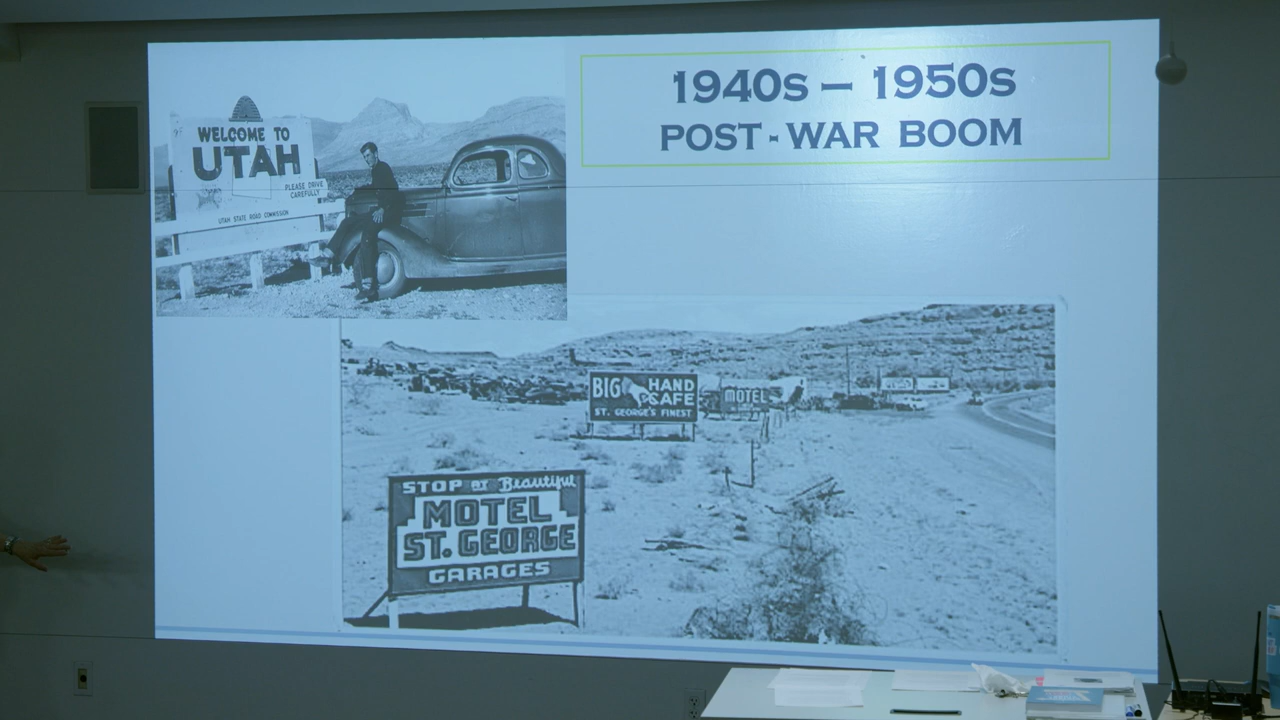 1940s – 1950s
POST-WAR BOOM
WELCOME TO
UTAH
PLEASE DRIVE
CAREFULLY
UTAH STATE ROAD COMMISSION
BIG HAND
CAFE
ST. GEORGE'S FINEST
MOTEL
STOP AT Beautiful
MOTEL
ST. GEORGE
GARAGES